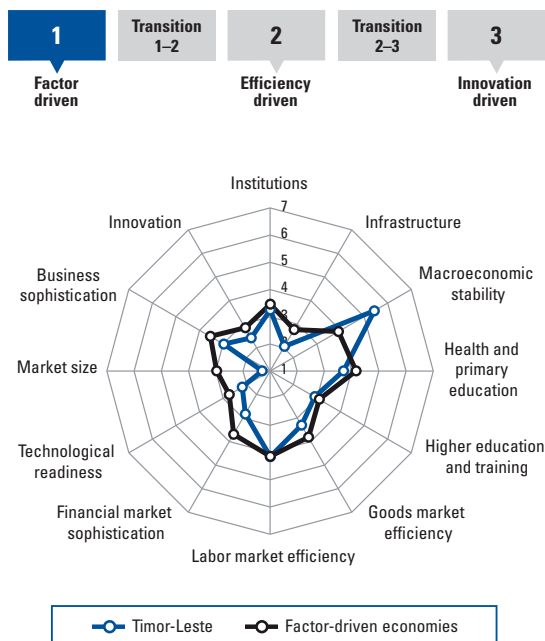 1
Transition
1–2
2
Transition
2–3
3
Factor
driven
Efficiency
driven
Innovation
driven
Institutions
7
Innovation
Infrastructure
6
5
Business
sophistication
Macroeconomic
stability
4
3
2
Market size
1
Health and
primary
education
Technological
readiness
Higher education
and training
Financial market
sophistication
Goods market
efficiency
Labor market efficiency
Timor-Leste
Factor-driven economies